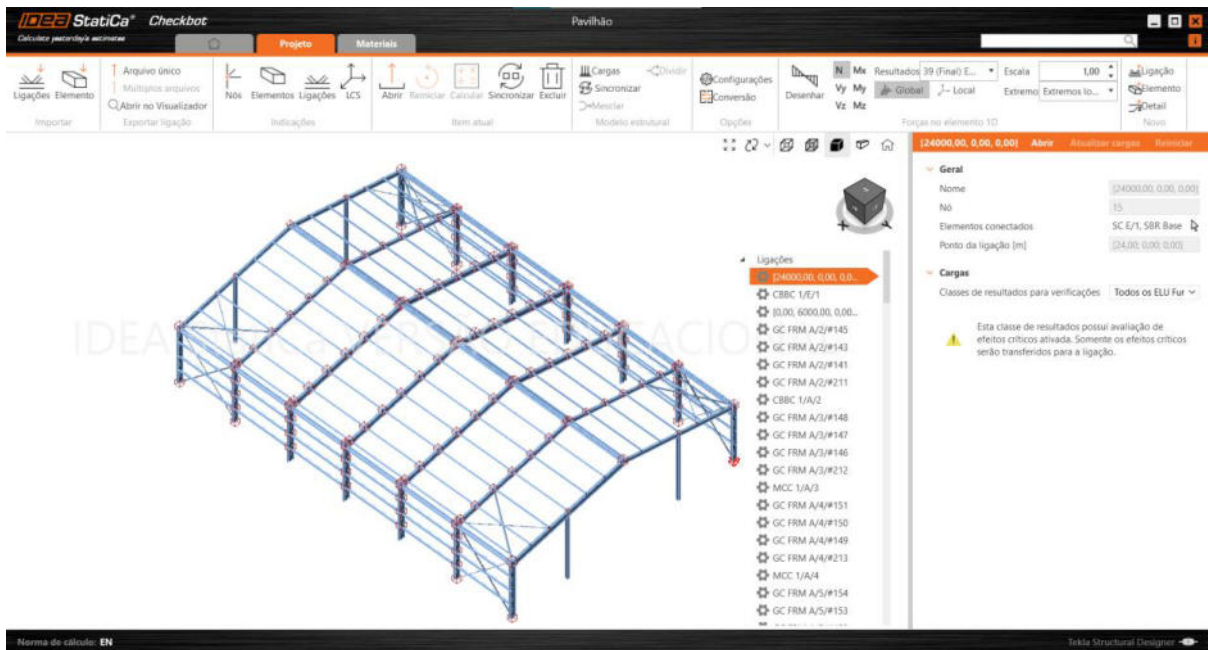 IDEA StatiCa® Checkbot
Calculate yesterday's estimates
Pavilhão
Projeto
Materiais
Ligações
Elemento
Importar
Arquivo único
Múltiplos arquivos
Abrir no Visualizador
Exportar ligação
Nós
Elementos
Ligações
LCS
Indicações
Abrir
Reiniciar
Calcular
Sincronizar
Excluir
Item atual
Cargas
Dividir
Sincronizar
Mesclar
Modelo estrutural
Configurações
Conversão
Opções
Desenhar
N Mx
Vy My
Vz Mz
Resultados 39 (Final) E...
Global
Local
Escala 1,00
Extremo Extremos lo...
Forças no elemento 1D
Ligação
Elemento
Detail
Novo
Ligações
[24000,00, 0,00, 0,0...
CBBC 1/E/1
[0,00, 6000,00, 0,00...
GC FRM A/2/#145
GC FRM A/2/#143
GC FRM A/2/#141
GC FRM A/2/#211
CBBC 1/A/2
GC FRM A/3/#148
GC FRM A/3/#147
GC FRM A/3/#146
GC FRM A/3/#212
MCC 1/A/3
GC FRM A/4/#151
GC FRM A/4/#150
GC FRM A/4/#149
GC FRM A/4/#213
MCC 1/A/4
GC FRM A/5/#154
GC FRM A/5/#153
[24000,00, 0,00, 0,00]
Abrir
Atualizar cargas
Reiniciar
Geral
Nome [24000,00, 0,00, 0,00]
Nó 15
Elementos conectados SC E/1, SBR Base
Ponto da ligação [m] [24,00; 0,00; 0,00]
Cargas
Classes de resultados para verificações Todos os ELU Fur
Esta classe de resultados possui avaliação de
efeitos críticos ativada. Somente os efeitos críticos
serão transferidos para a ligação.
Norma de cálculo: EN
Tekla Structural Designer